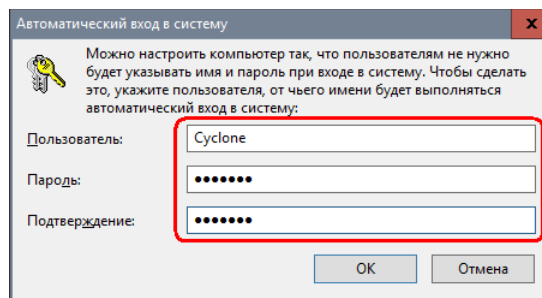 Автоматический вход в систему
Можно настроить компьютер так, что пользователям не нужно
будет указывать имя и пароль при входе в систему. Чтобы сделать
это, укажите пользователя, от чьего имени будет выполняться
автоматический вход в систему:
Пользователь: Cyclone
Пароль: •••••••
Подтверждение: •••••••
OK Отмена